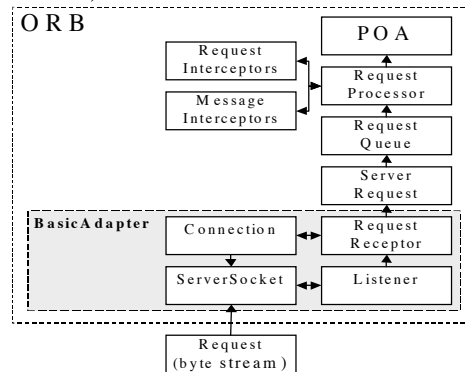 ORB
POA
Request
Interceptors
Request
Processor
Message
Interceptors
Request
Queue
Server
Request
BasicAdapter
Connection
Request
Receptor
ServerSocket
Listener
Request
(byte stream)